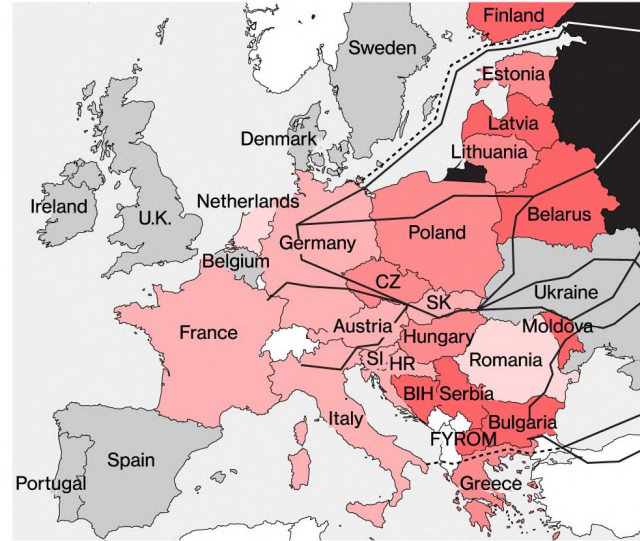 Finland
Sweden
Estonia
Latvia
Denmark
Lithuania
Ireland
U.K.
Netherlands
Belarus
Germany
Poland
Belgium
CZ
SK
Ukraine
France
Austria
Hungary
Moldova
SI
HR
Romania
BIH
Serbia
Italy
Bulgaria
FYROM
Spain
Portugal
Greece